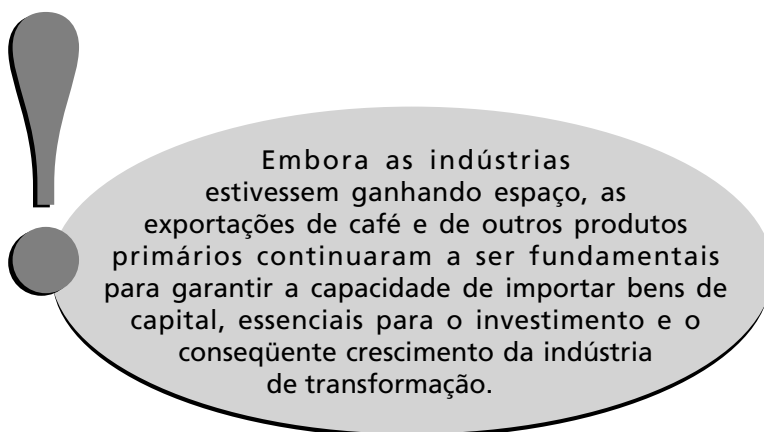 Embora as indústrias
estivessem ganhando espaço, as
exportações de café e de outros produtos
primários continuaram a ser fundamentais
para garantir a capacidade de importar bens de
capital, essenciais para o investimento e o
conseqüente crescimento da indústria
de transformação.